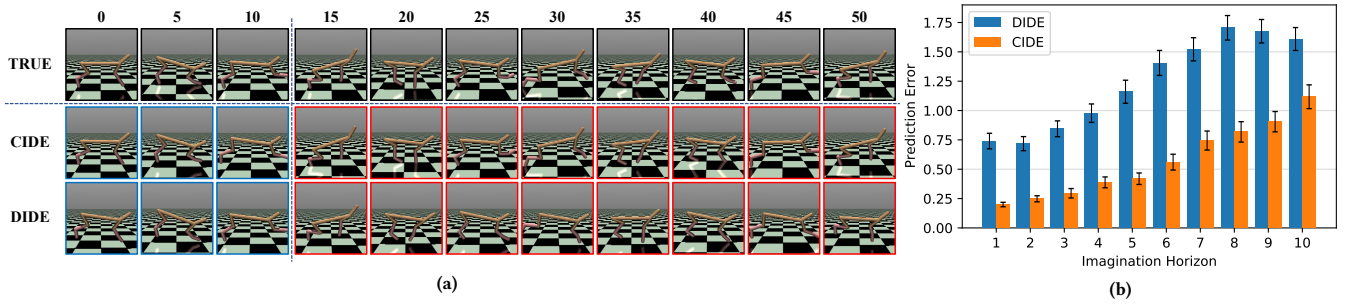 0 5 10 15 20 25 30 35 40 45 50
TRUE
CIDE
DIDE
(a)
DIDE
CIDE
Prediction Error
1.75
1.50
1.25
1.00
0.75
0.50
0.25
0.00
1 2 3 4 5 6 7 8 9 10
Imagination Horizon
(b)